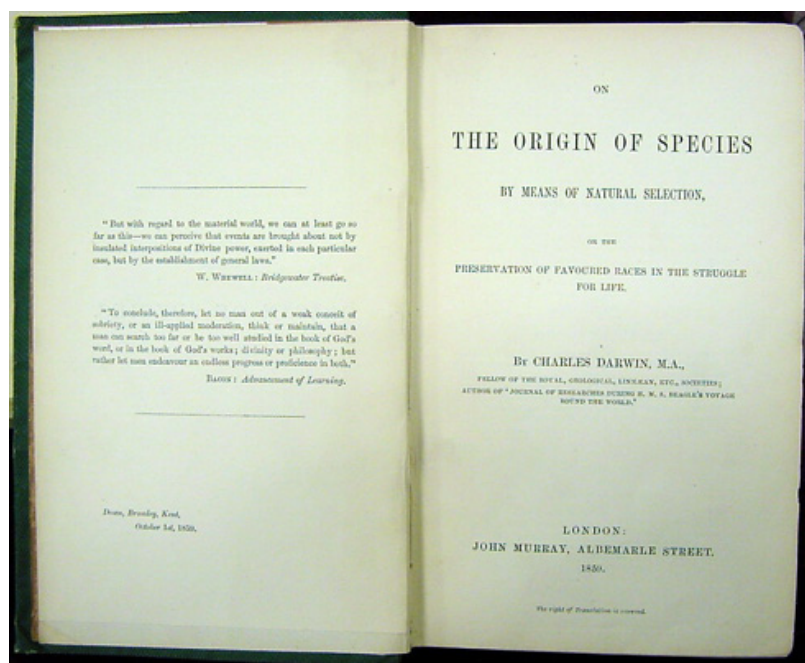 "But with regard to the material world, we can at least go so
far as this—we can perceive that events are brought about not by
insulated interpositions of Divine power, exerted in each particular
case, but by the establishment of general laws."
W. WHEWELL: Bridgewater Treatise.
"To conclude, therefore, let no man out of a weak conceit of
sobriety, or an ill-applied moderation, think or maintain, that a
man can search too far or be too well studied in the book of God's
word, or in the book of God's works; divinity or philosophy; but
rather let men endeavour an endless progress or proficience in both."
BACON: Advancement of Learning.
Down, Bromley, Kent,
October 1st, 1859.
ON
THE ORIGIN OF SPECIES
BY MEANS OF NATURAL SELECTION,
OR THE
PRESERVATION OF FAVOURED RACES IN THE STRUGGLE
FOR LIFE.
BY CHARLES DARWIN, M.A.,
FELLOW OF THE ROYAL, GEOLOGICAL, LINNÆAN, ETC., SOCIETIES;
AUTHOR OF "JOURNAL OF RESEARCHES DURING H. M. S. BEAGLE'S VOYAGE
ROUND THE WORLD."
LONDON:
JOHN MURRAY, ALBEMARLE STREET.
1859.
The right of Translation is reserved.